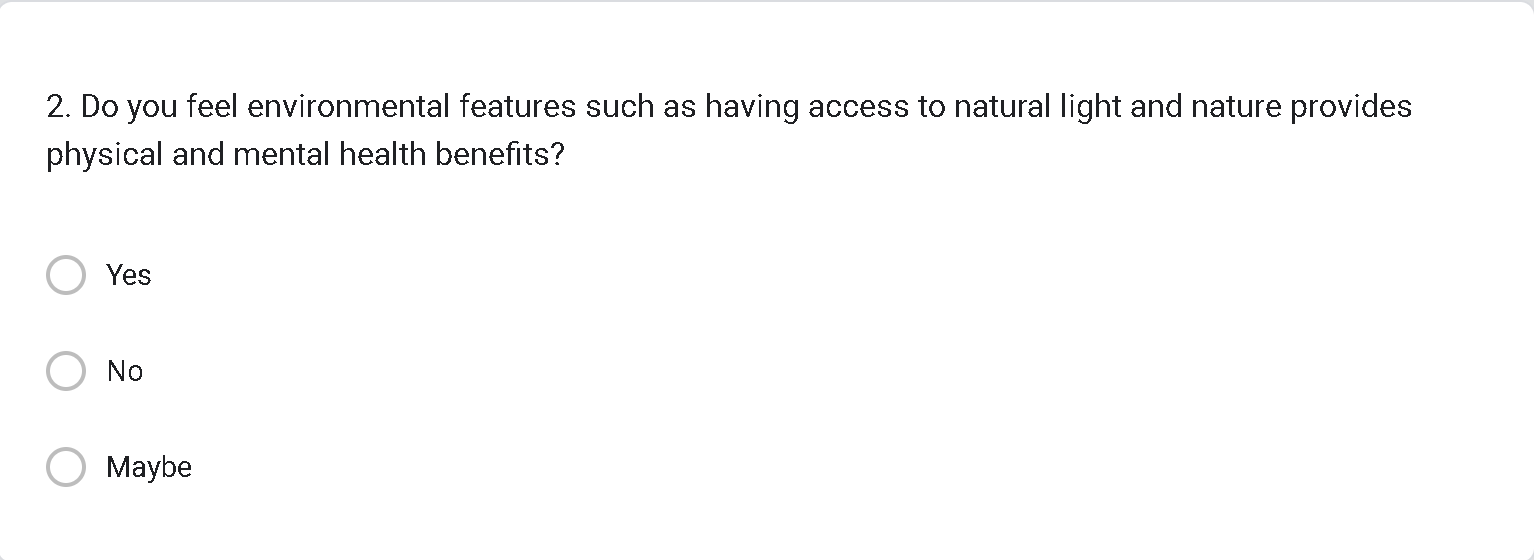 2. Do you feel environmental features such as having access to natural light and nature provides
physical and mental health benefits?
Yes
No
Maybe